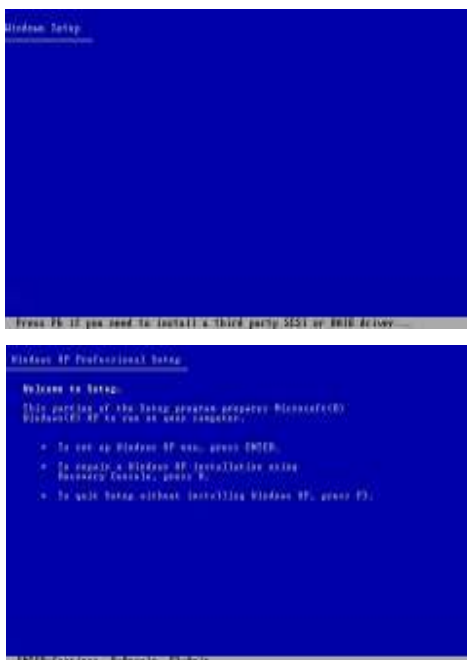 Windows Setup
Press F6 if you need to install a third party SCSI or RAID driver...
Windows XP Professional Setup
Welcome to Setup.
This portion of the Setup program prepares Microsoft(R)
Windows(R) XP to run on your computer.
• To set up Windows XP now, press ENTER.
• To repair a Windows XP installation using
Recovery Console, press R.
• To quit Setup without installing Windows XP, press F3.